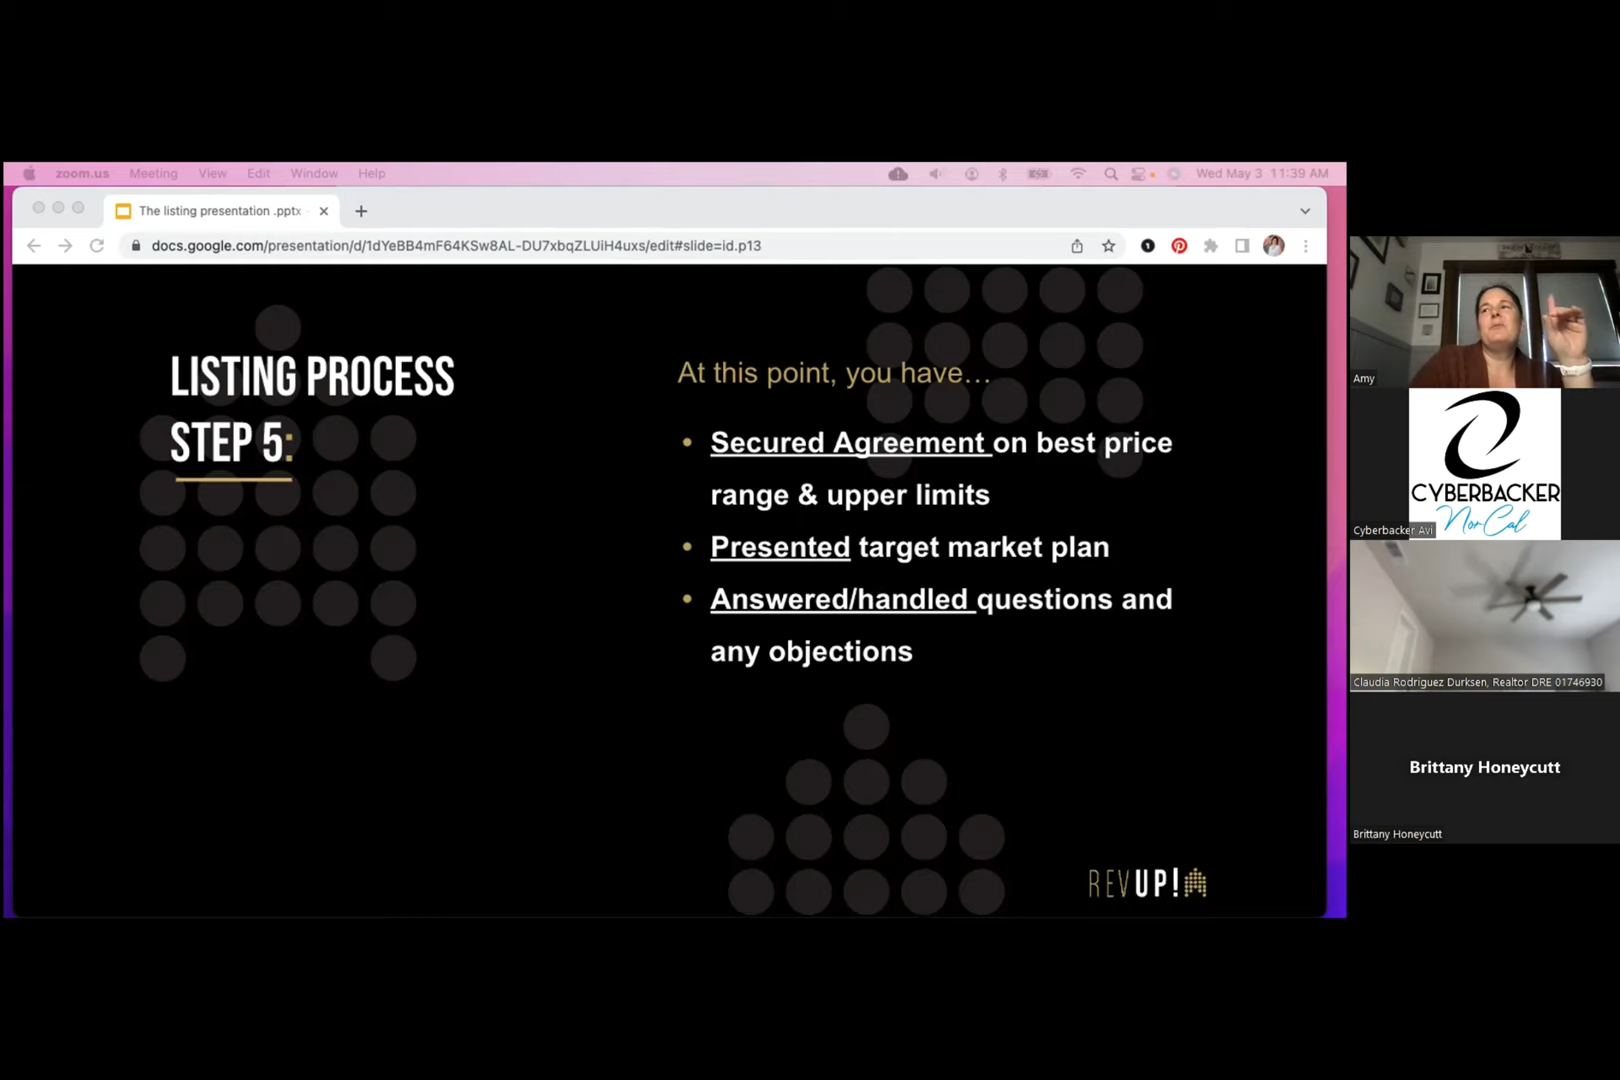 zoom.us Meeting View Edit Window Help Wed May 3 11:39 AM
The listing presentation .pptx
docs.google.com/presentation/d/1dYeBB4mF64KSw8AL-DU7xbqZLUiH4uxs/edit#slide=id.p13
LISTING PROCESS
STEP 5:
At this point, you have…
• Secured Agreement on best price
range & upper limits
• Presented target market plan
• Answered/handled questions and
any objections
REVUP!
Amy
CYBERBACKER
NorCal
Cyberbacker Avi
Claudia Rodriguez Durksen, Realtor DRE 01746930
Brittany Honeycutt
Brittany Honeycutt